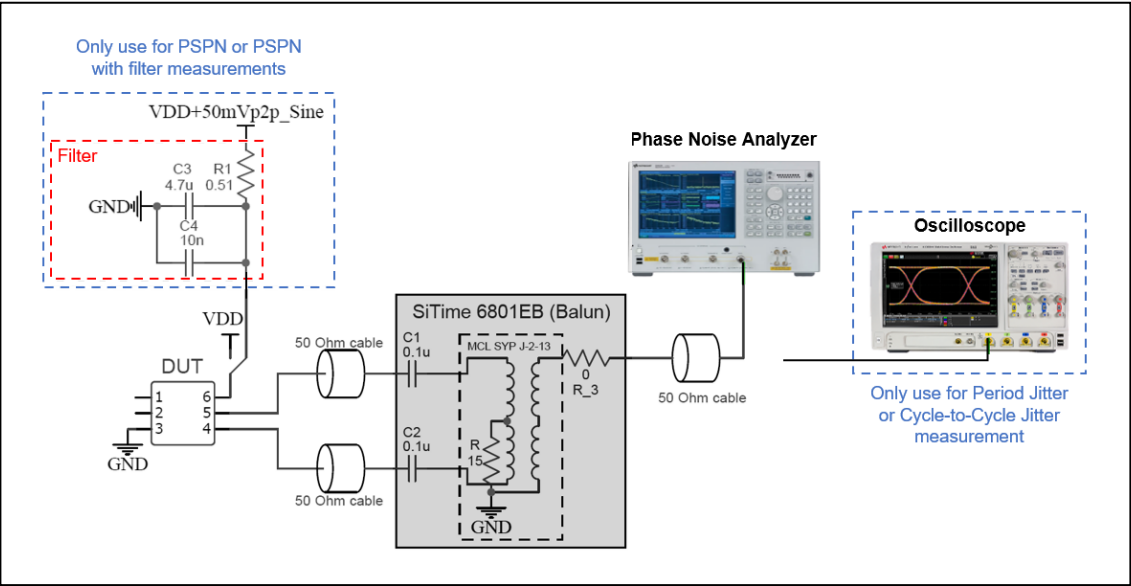 Only use for PSPN or PSPN
with filter measurements
VDD+50mVp2p_Sine
Filter
C3
4.7u
R1
0.51
GND
C4
10n
VDD
DUT
1
2
3
6
5
4
GND
50 Ohm cable
50 Ohm cable
SiTime 6801EB (Balun)
C1
0.1u
MCL SYP J-2-13
C2
0.1u
R
15
GND
0
R_3
Phase Noise Analyzer
50 Ohm cable
Oscilloscope
Only use for Period Jitter
or Cycle-to-Cycle Jitter
measurement